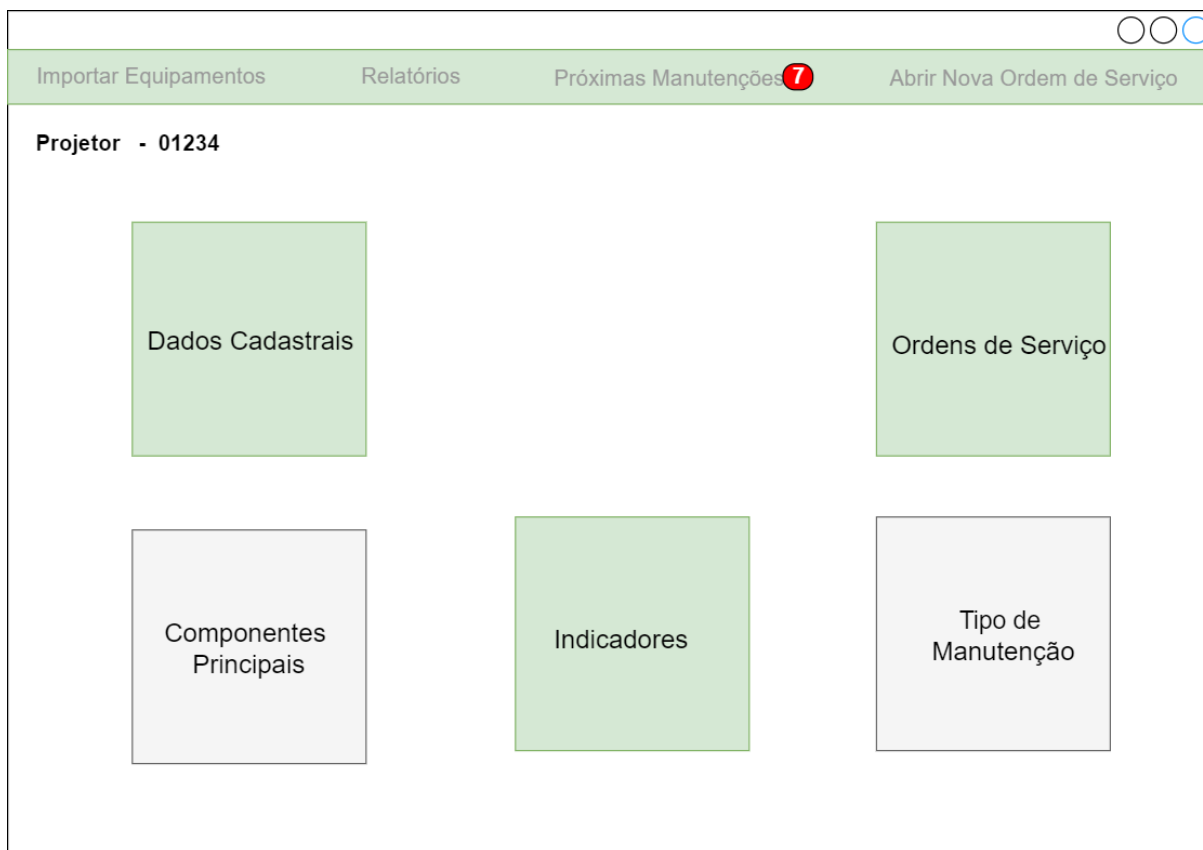 Importar Equipamentos Relatórios Próximas Manutenções 7 Abrir Nova Ordem de Serviço
Projetor - 01234
Dados Cadastrais
Ordens de Serviço
Componentes
Principais
Indicadores
Tipo de
Manutenção